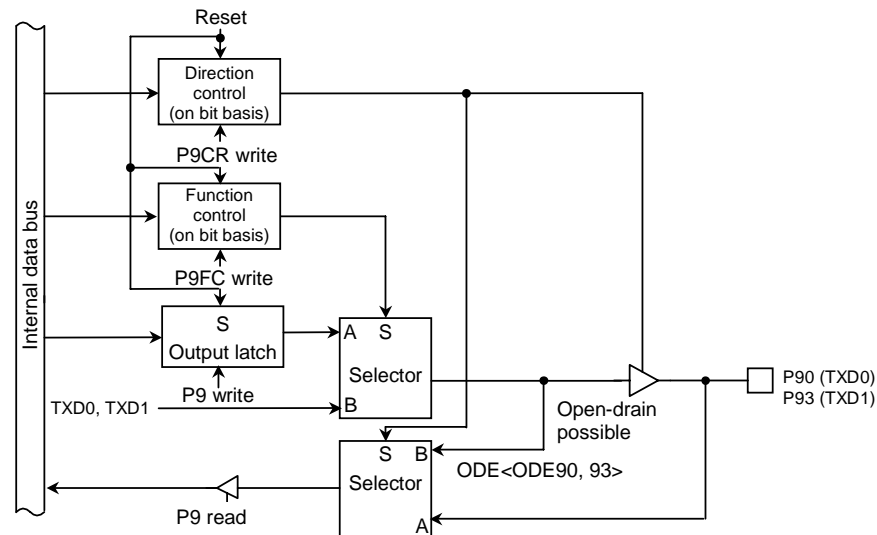 Reset
Direction
control
(on bit basis)
P9CR write
Function
control
(on bit basis)
P9FC write
Internal data bus
S
Output latch
P9 write
TXD0, TXD1
A S
Selector
B
Open-drain
possible
P90 (TXD0)
P93 (TXD1)
S B
ODE<ODE90, 93>
Selector
A
P9 read